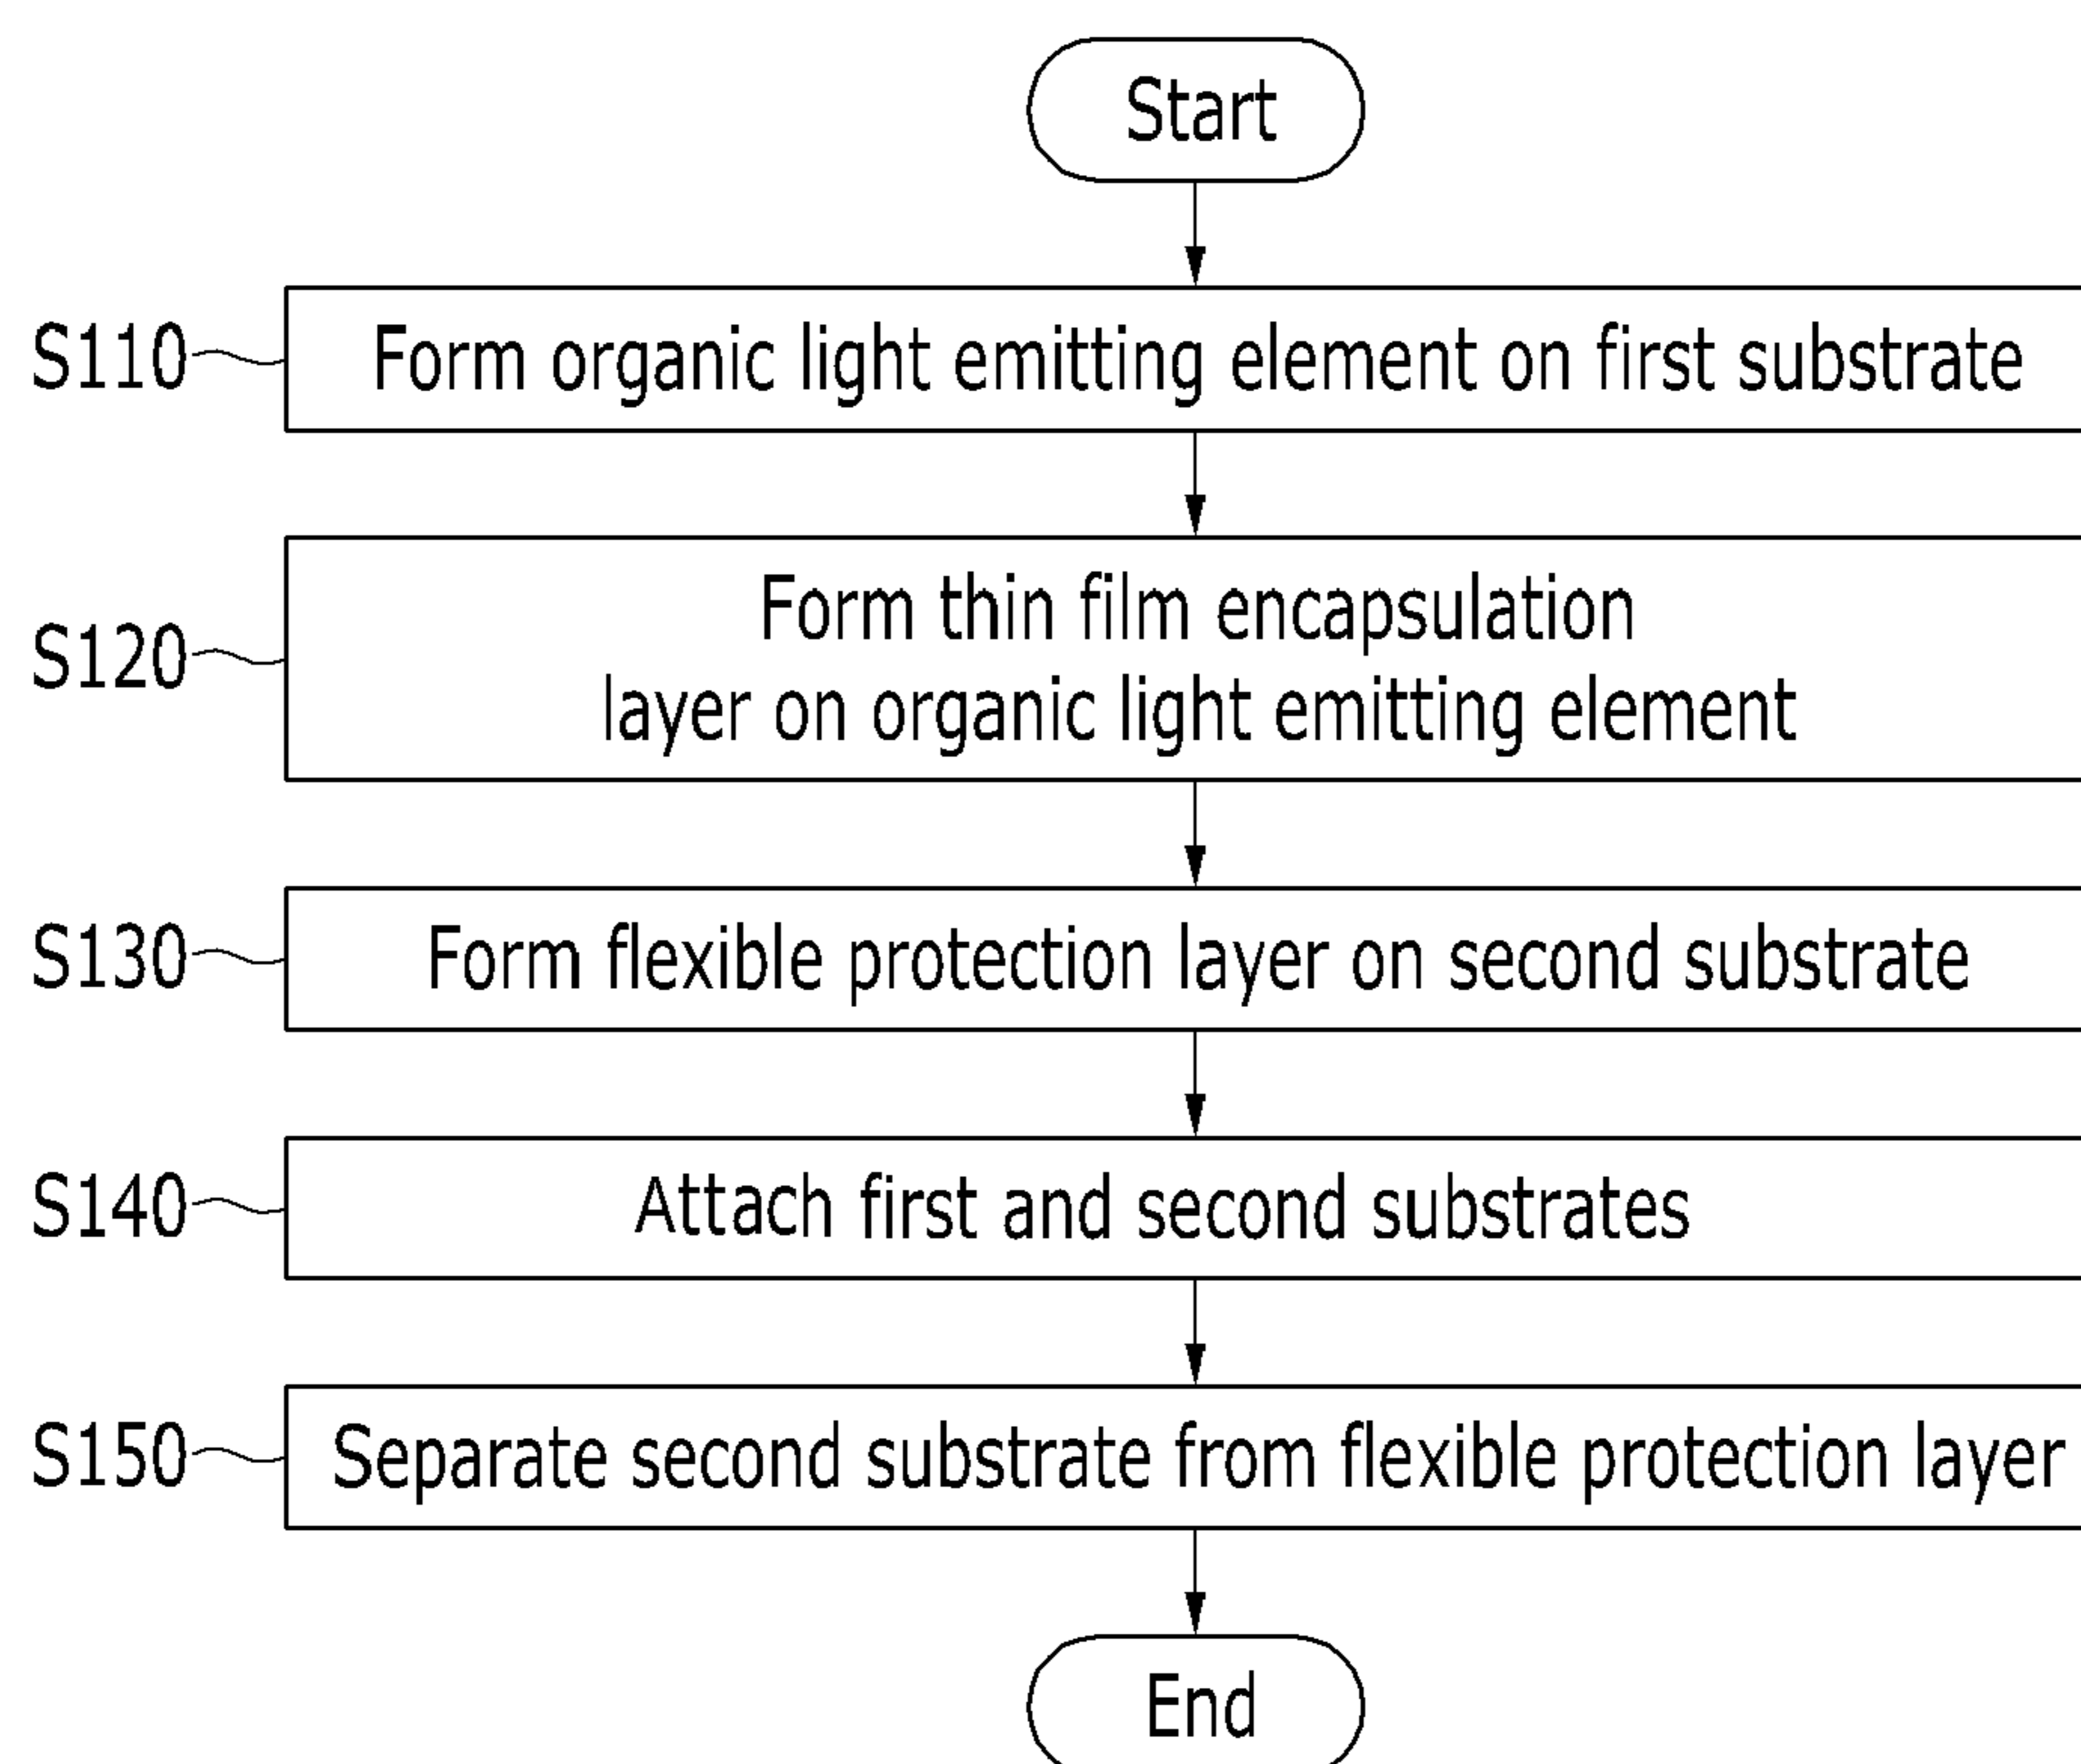 Start
S110
Form organic light emitting element on first substrate
S120
Form thin film encapsulation
layer on organic light emitting element
S130
Form flexible protection layer on second substrate
S140
Attach first and second substrates
S150
Separate second substrate from flexible protection layer
End